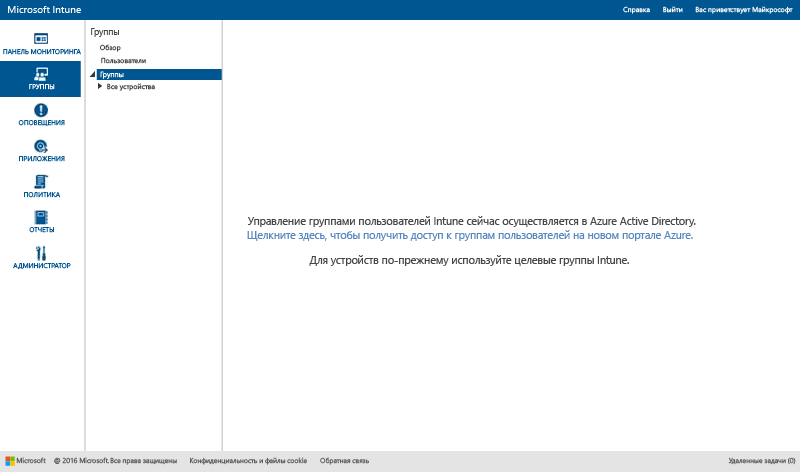 Microsoft Intune
Справка Выйти Вас приветствует Майкрософт
ПАНЕЛЬ МОНИТОРИНГА
ГРУППЫ
ОПОВЕЩЕНИЯ
ПРИЛОЖЕНИЯ
ПОЛИТИКА
ОТЧЕТЫ
АДМИНИСТРАТОР
Группы
Обзор
Пользователи
Группы
Все устройства
Управление группами пользователей Intune сейчас осуществляется в Azure Active Directory.
Щелкните здесь, чтобы получить доступ к группам пользователей на новом портале Azure.
Для устройств по-прежнему используйте целевые группы Intune.
Microsoft © 2016 Microsoft. Все права защищены Конфиденциальность и файлы cookie Обратная связь Удаленные задачи (0)